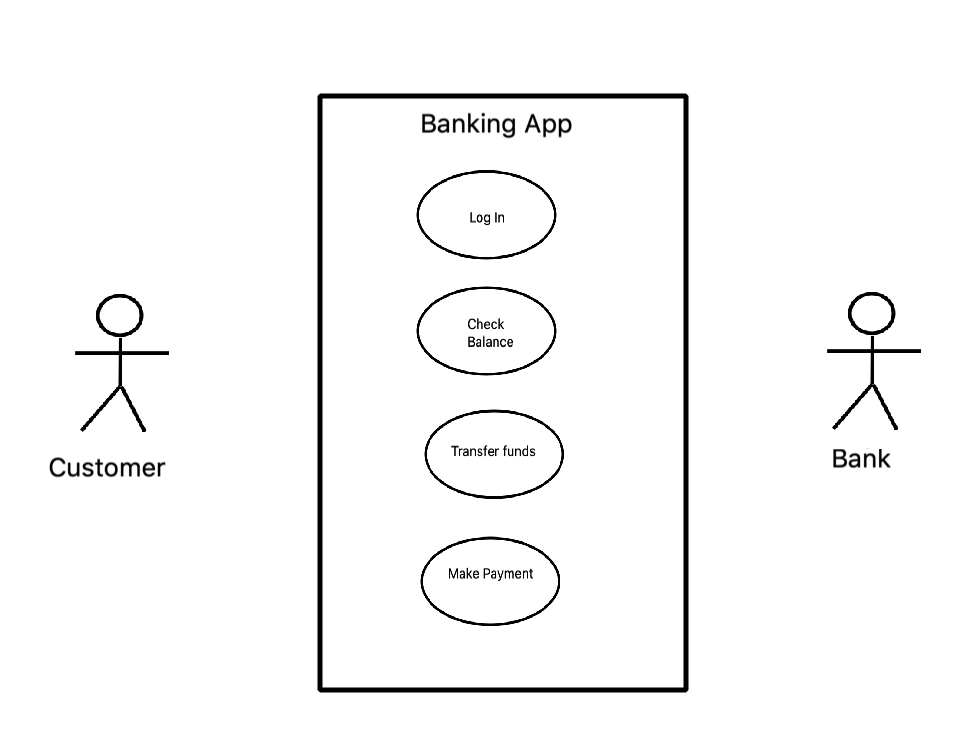 Banking App
Log In
Check
Balance
Transfer funds
Make Payment
Customer
Bank